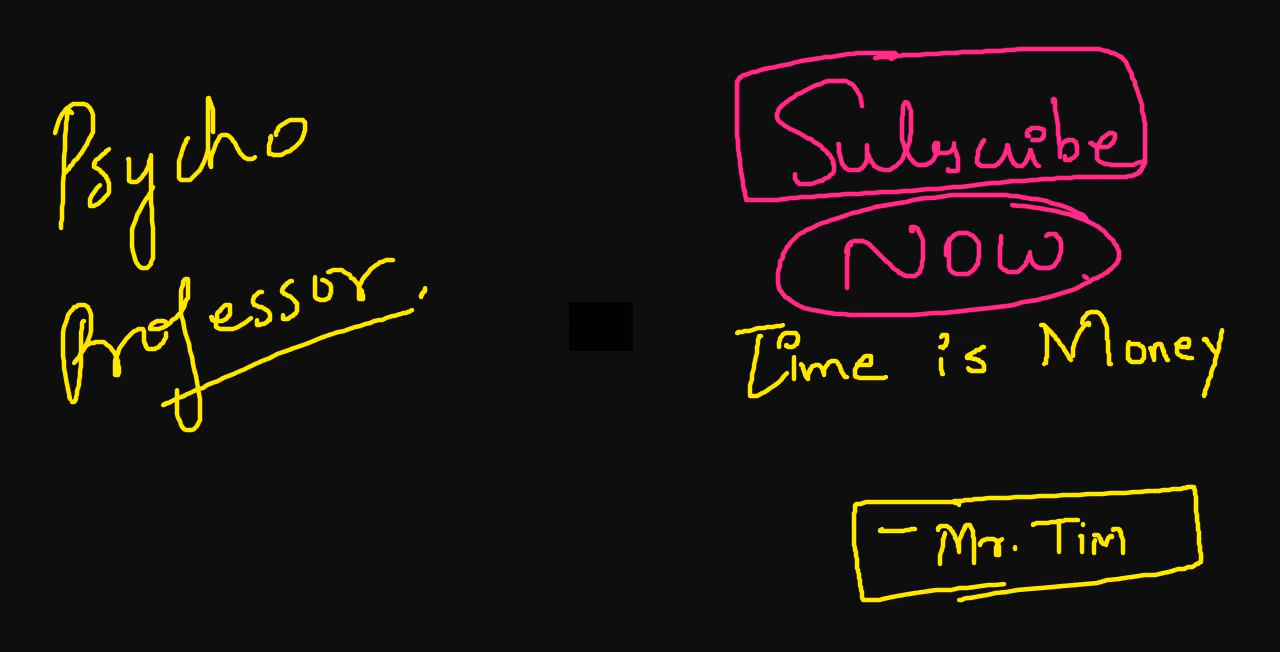 Psycho
Professor.
Subscribe
NOW
Time is Money
- Mr. Tim